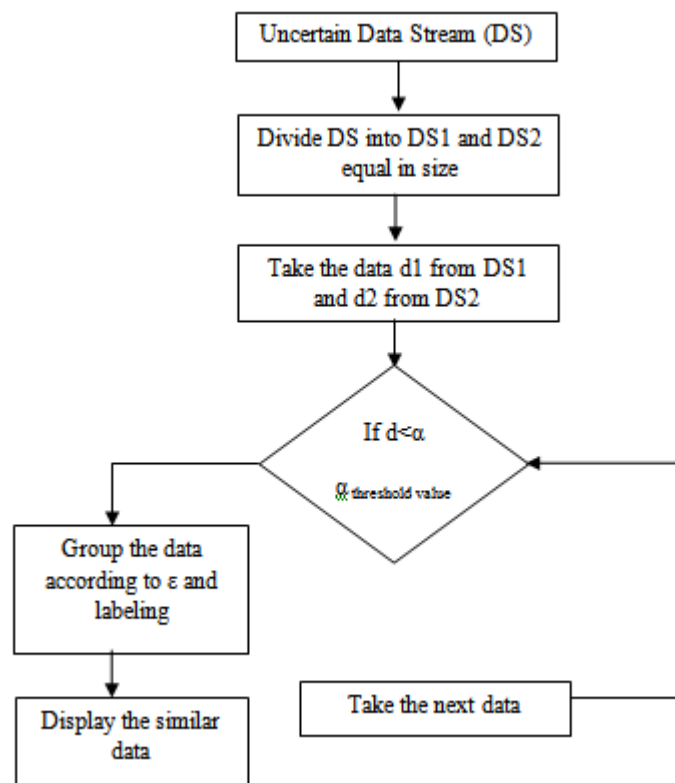 Uncertain Data Stream (DS)
Divide DS into DS1 and DS2
equal in size
Take the data d1 from DS1
and d2 from DS2
If d<α
α threshold value
Group the data
according to ε and
labeling
Take the next data
Display the similar
data